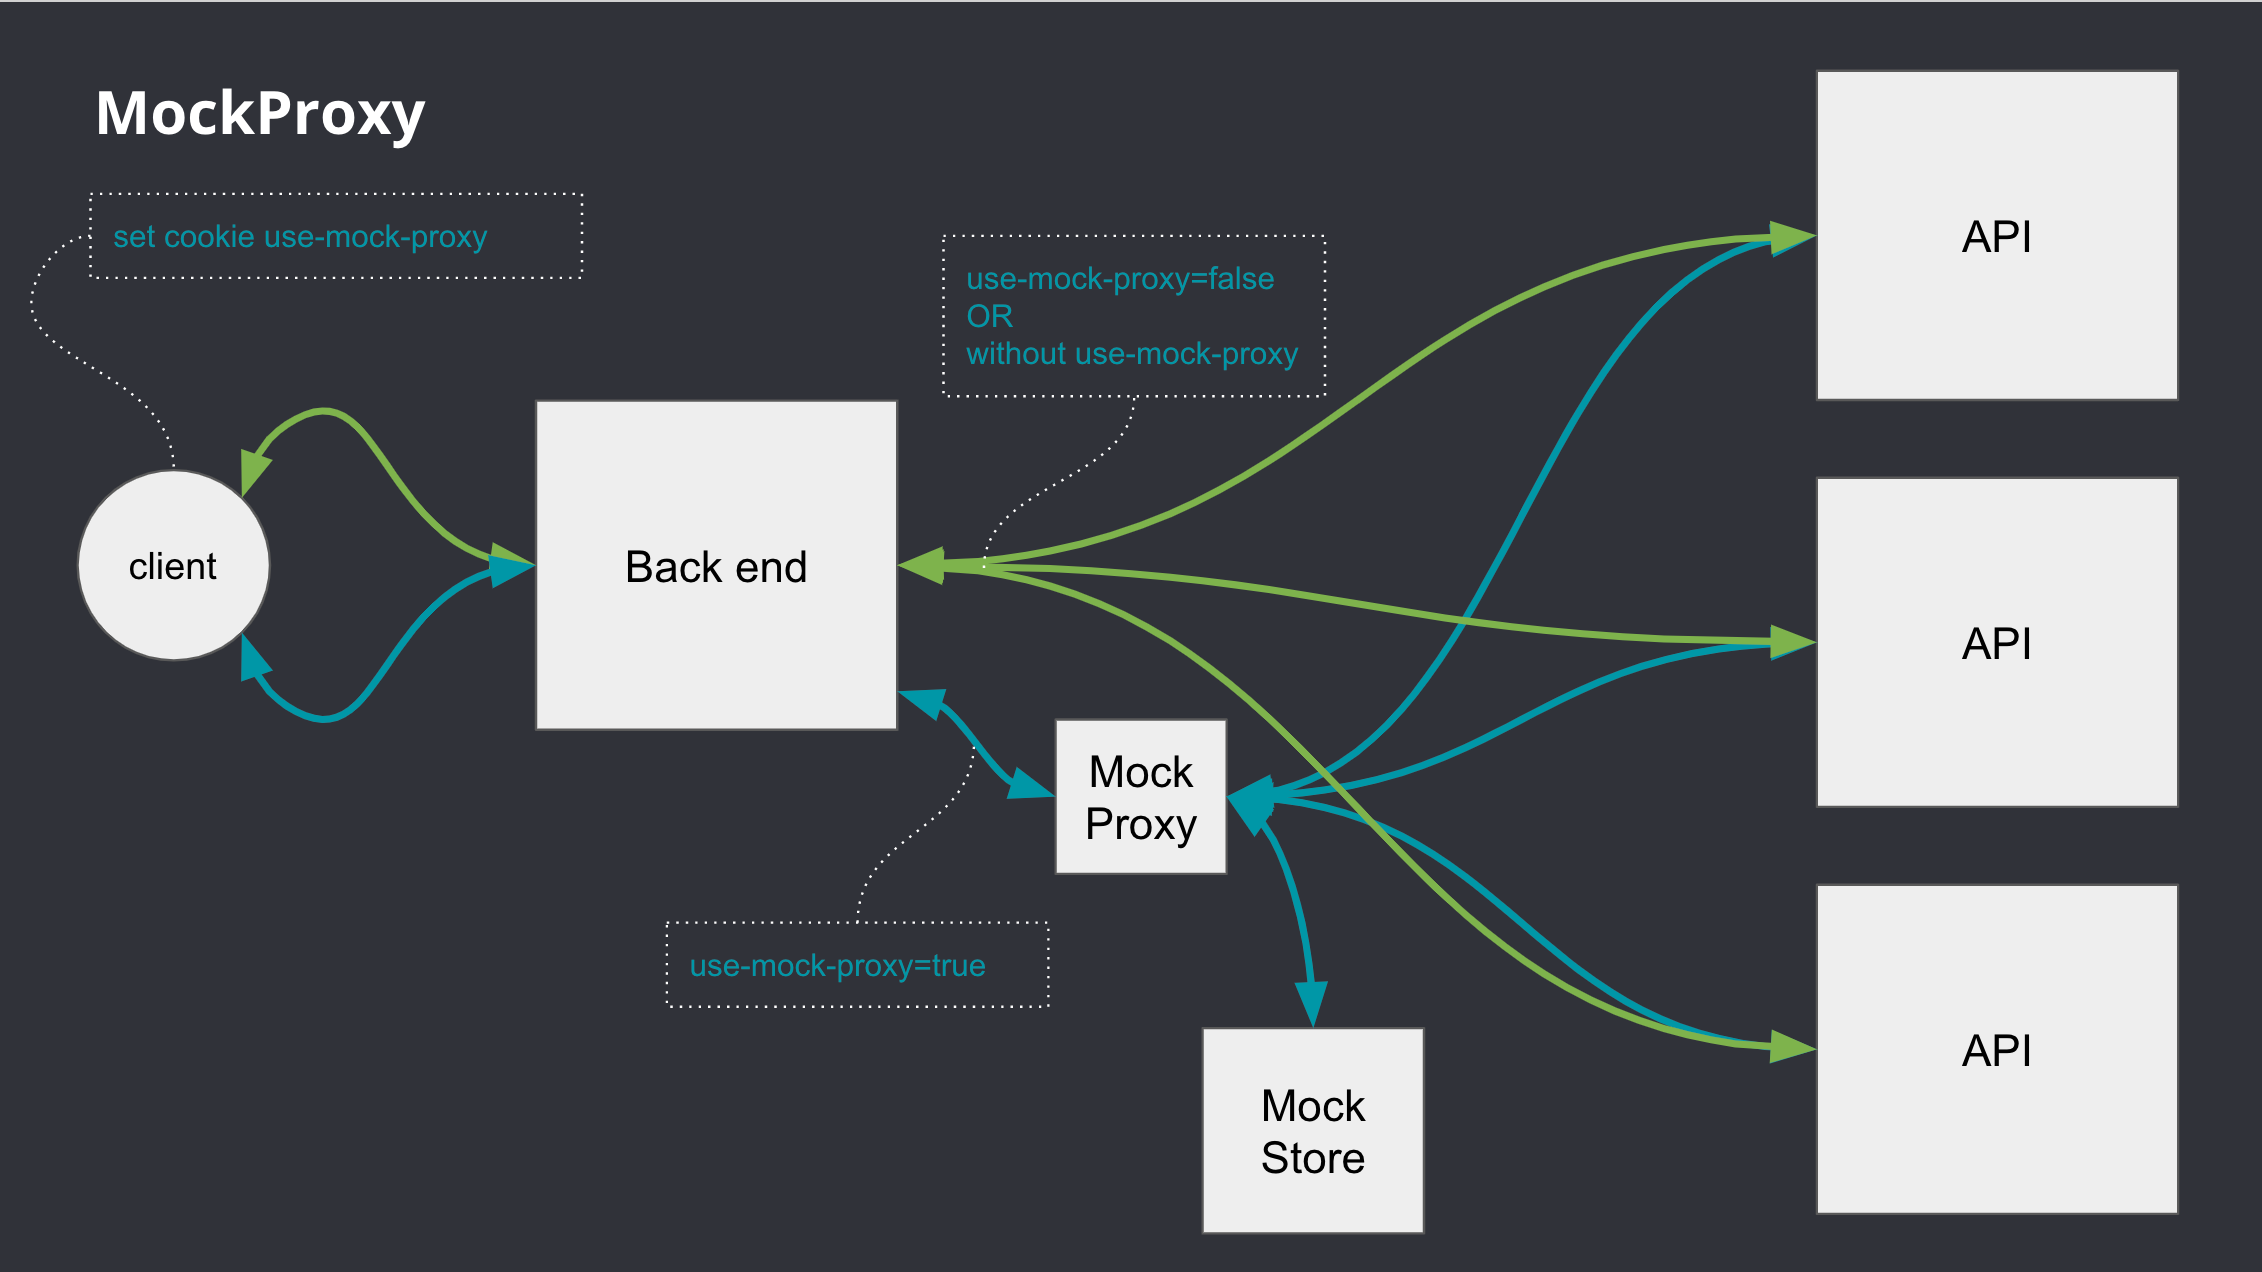 MockProxy
set cookie use-mock-proxy
use-mock-proxy=false
OR
without use-mock-proxy
API
client
Back end
API
Mock
Proxy
use-mock-proxy=true
API
Mock
Store